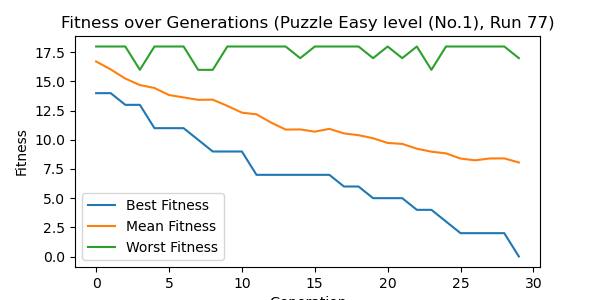 Fitness over Generations (Puzzle Easy level (No.1), Run 77)
17.5
15.0
12.5
10.0
7.5
5.0
2.5
0.0
Fitness
Best Fitness
Mean Fitness
Worst Fitness
0 5 10 15 20 25 30
Generation